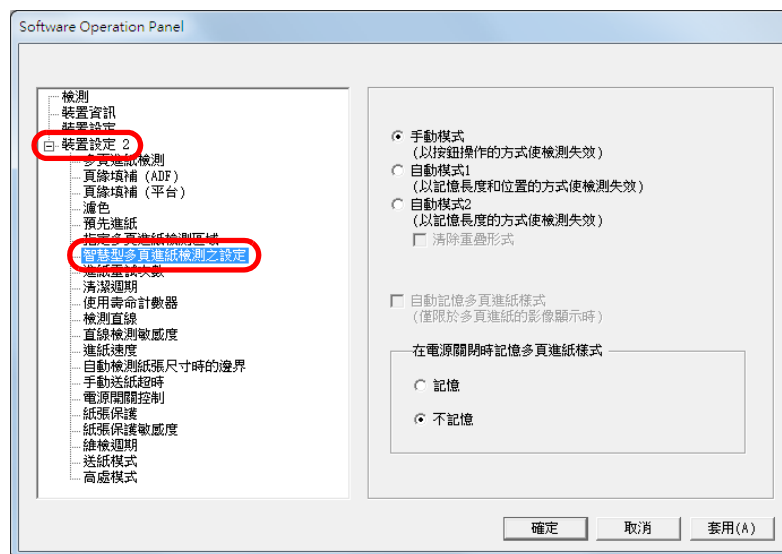 Software Operation Panel
檢測
裝置資訊
裝置設定
裝置設定 2
多頁進紙檢測
頁緣填補 (ADF)
頁緣填補 (平台)
濾色
預先進紙
指定多頁進紙檢測區域
智慧型多頁進紙檢測之設定
進紙重試次數
清潔週期
使用壽命計數器
檢測直線
直線檢測敏感度
進紙速度
自動檢測紙張尺寸時的邊界
手動送紙超時
電源開關控制
紙張保護
紙張保護敏感度
維檢週期
送紙模式
高處模式
手動模式
(以按鈕操作的方式使檢測失效)
自動模式1
(以記憶長度和位置的方式使檢測失效)
自動模式2
(以記憶長度的方式使檢測失效)
清除重疊形式
自動記憶多頁進紙樣式
(僅限於多頁進紙的影像顯示時)
在電源關閉時記憶多頁進紙樣式
記憶
不記憶
確定
取消
套用(A)